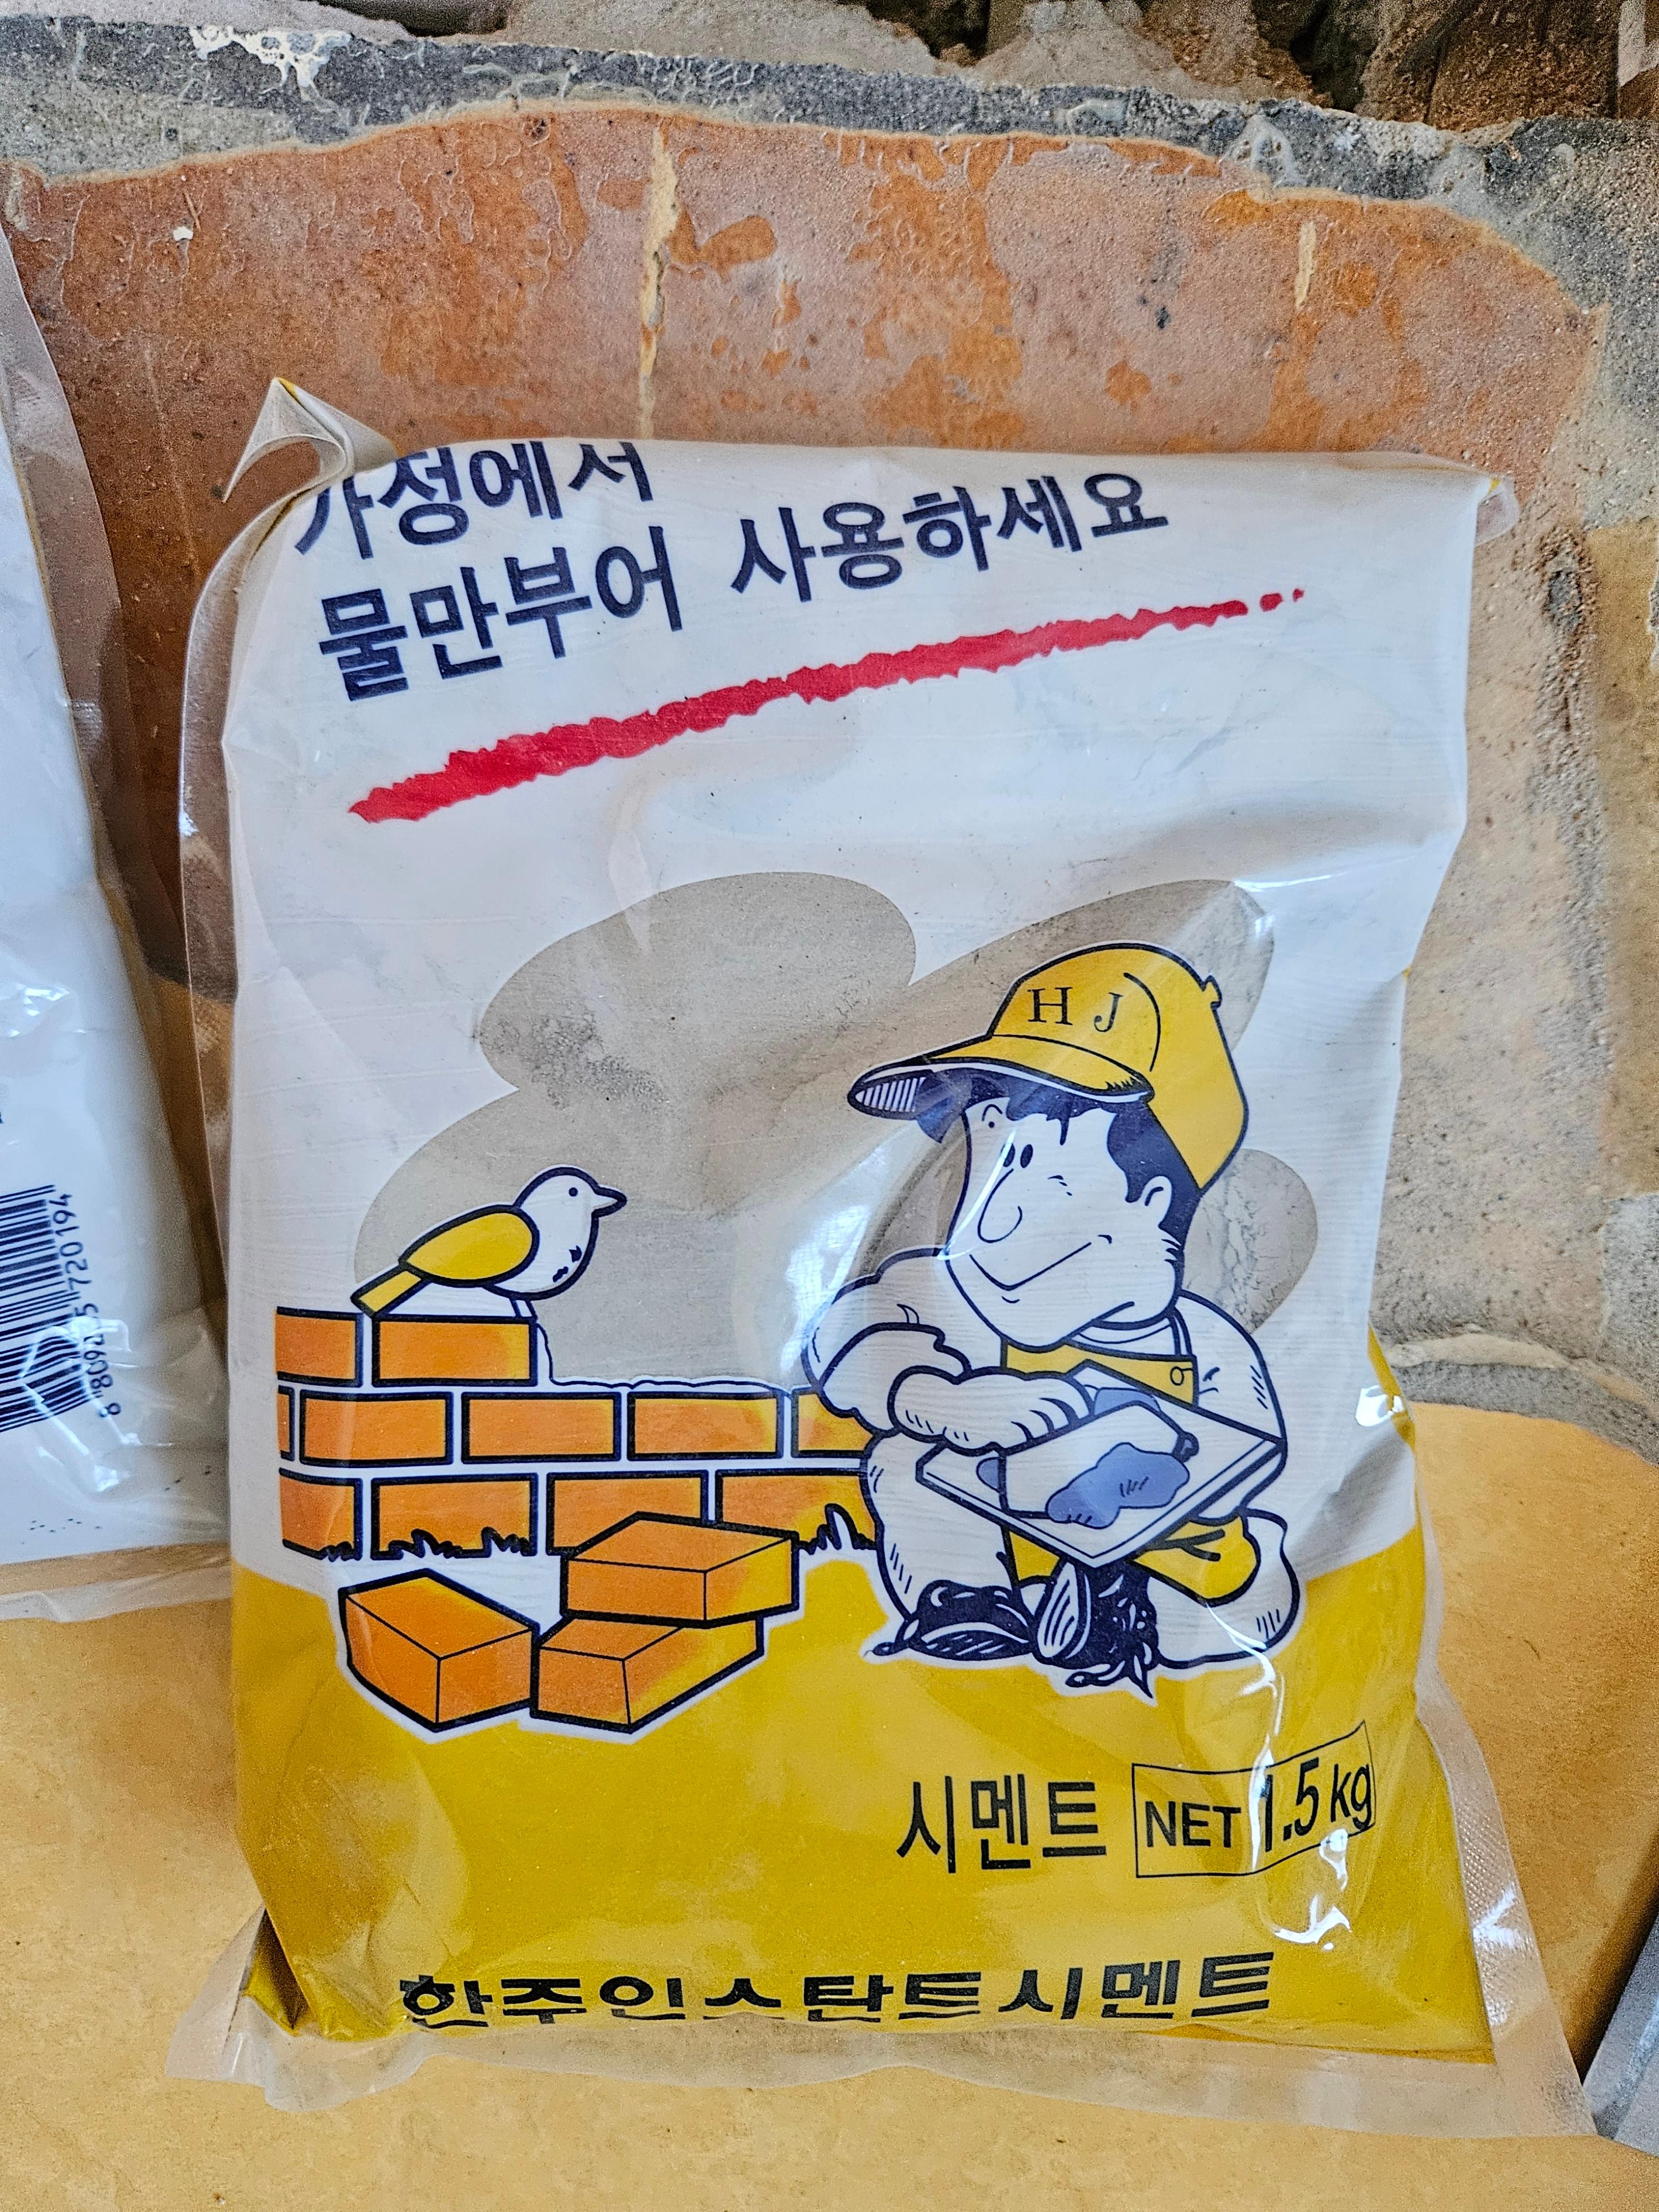 가정에서
물만부어 사용하세요
HJ
시멘트 NET 1.5kg
한주인스탄트시멘트